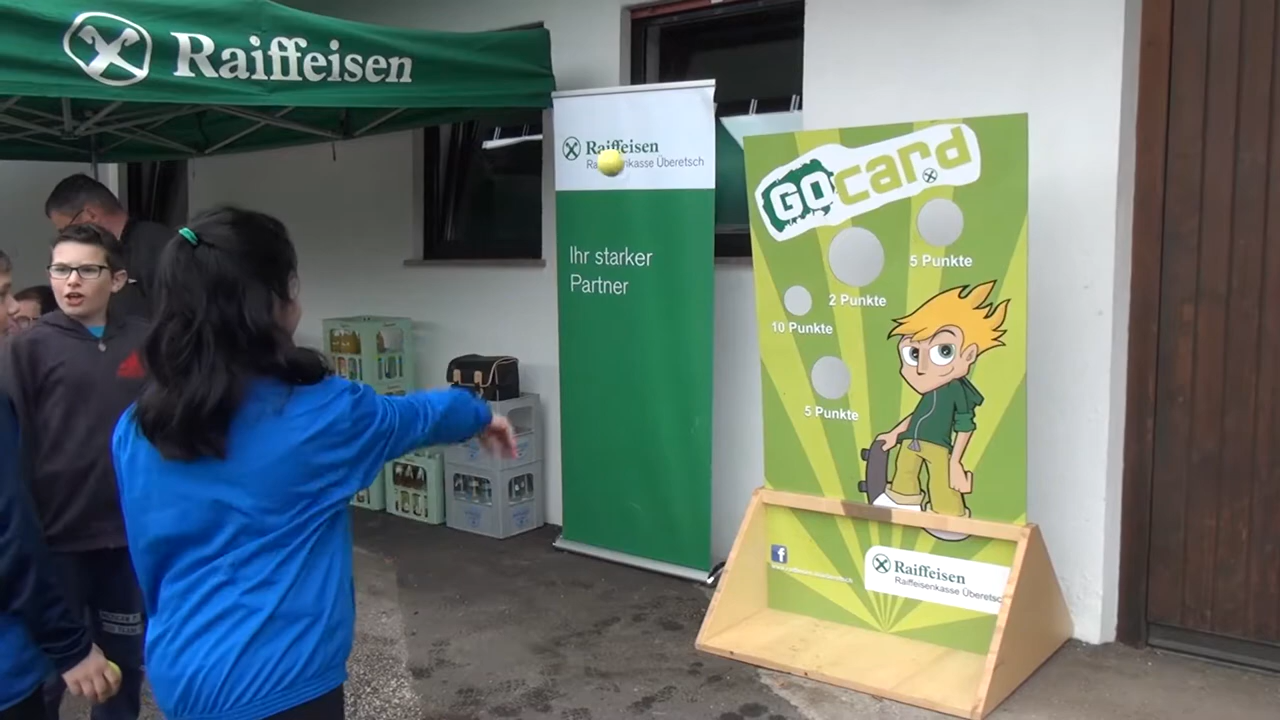 Raiffeisen
Raiffeisen
Raiffeisenkasse Überetsch
Ihr starker
Partner
GOcard
5 Punkte
2 Punkte
10 Punkte
5 Punkte
f
Raiffeisen
Raiffeisenkasse Überetsch